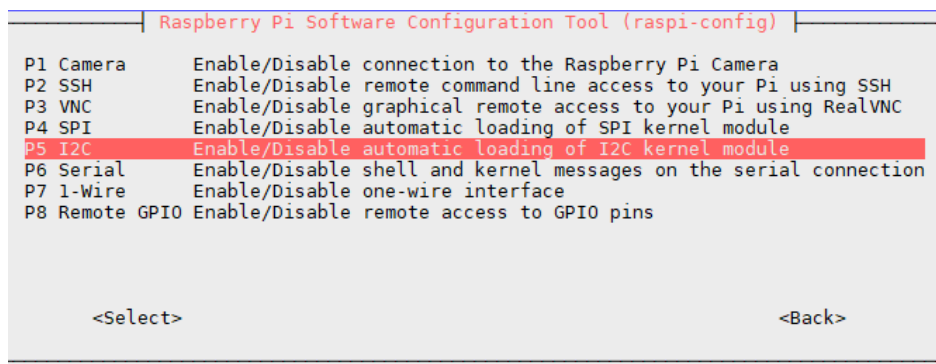 Raspberry Pi Software Configuration Tool (raspi-config)
P1 Camera Enable/Disable connection to the Raspberry Pi Camera
P2 SSH Enable/Disable remote command line access to your Pi using SSH
P3 VNC Enable/Disable graphical remote access to your Pi using RealVNC
P4 SPI Enable/Disable automatic loading of SPI kernel module
P5 I2C Enable/Disable automatic loading of I2C kernel module
P6 Serial Enable/Disable shell and kernel messages on the serial connection
P7 1-Wire Enable/Disable one-wire interface
P8 Remote GPIO Enable/Disable remote access to GPIO pins
<Select> <Back>